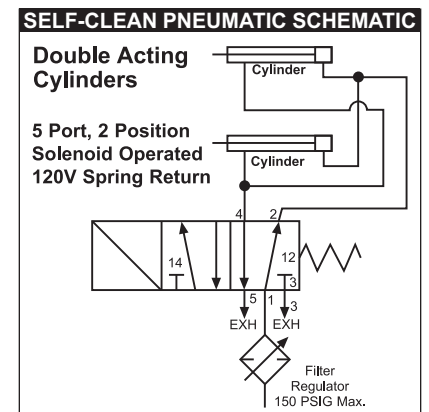 SELF-CLEAN PNEUMATIC SCHEMATIC
Double Acting
Cylinders
Cylinder
5 Port, 2 Position
Solenoid Operated
120V Spring Return
Cylinder
4 2
14 12
3
5 1 3
EXH EXH
Filter
Regulator
150 PSIG Max.